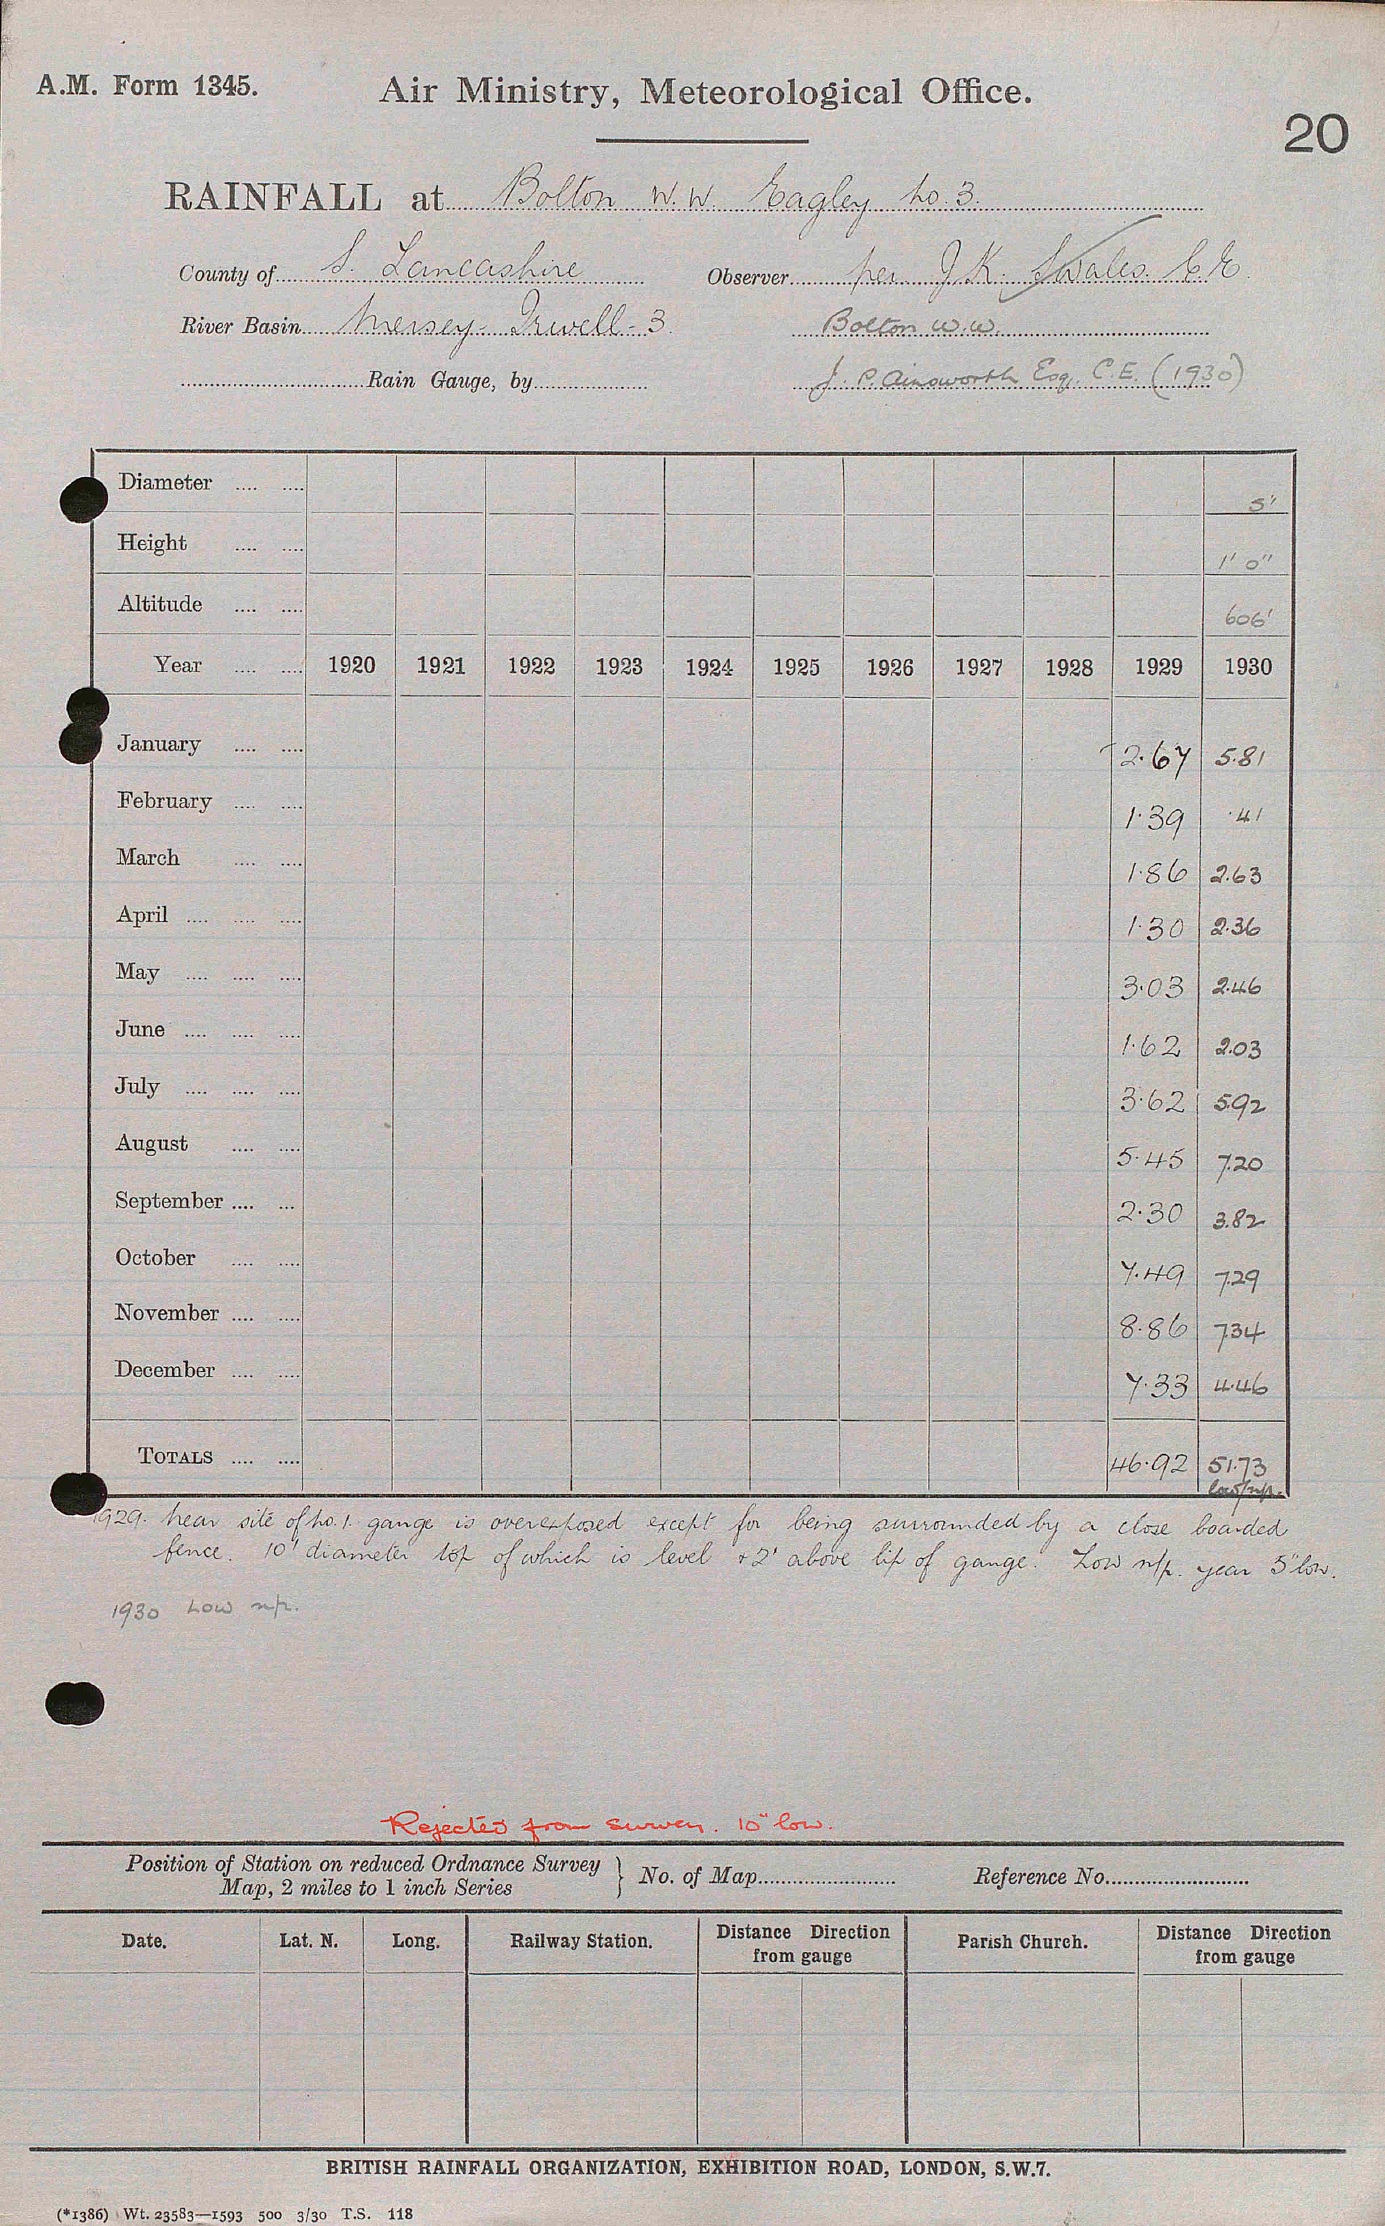 A.M. Form 1345.
Air Ministry, Meteorological Office.
20
RAINFALL at Bolton W.W. Eagley No. 3.
County of S. Lancashire Observer per J.K. Swales. C.E.
River Basin Mersey - Irwell - 3 Bolton W.W.
Rain Gauge, by J. P. Ainsworth Esq. C.E. (1930)
Diameter 5"
Height 1' 0"
Altitude 606'
Year 1920 1921 1922 1923 1924 1925 1926 1927 1928 1929 1930
January 2.67 5.81
February 1.39 .41
March 1.86 2.63
April 1.30 2.36
May 3.03 2.46
June 1.62 2.03
July 3.62 5.92
August 5.45 7.20
September 2.30 3.82
October 7.49 7.29
November 8.86 7.34
December 7.33 4.46
TOTALS 46.92 51.73
low n/p.
1929. Near site of No. 1. gauge is overexposed except for being surrounded by a close boarded
fence. 10' diameter top of which is level + 2' above lip of gauge. Low n/p. year 5" low.
1930 Low n/p.
Rejected from survey. 10" low.
Position of Station on reduced Ordnance Survey
Map, 2 miles to 1 inch Series } No. of Map Reference No.
Date. Lat. N. Long. Railway Station. Distance Direction from gauge Parish Church. Distance Direction from gauge
BRITISH RAINFALL ORGANIZATION, EXHIBITION ROAD, LONDON, S.W.7.
(*1386) Wt. 23583—1593 500 3/30 T.S. 118